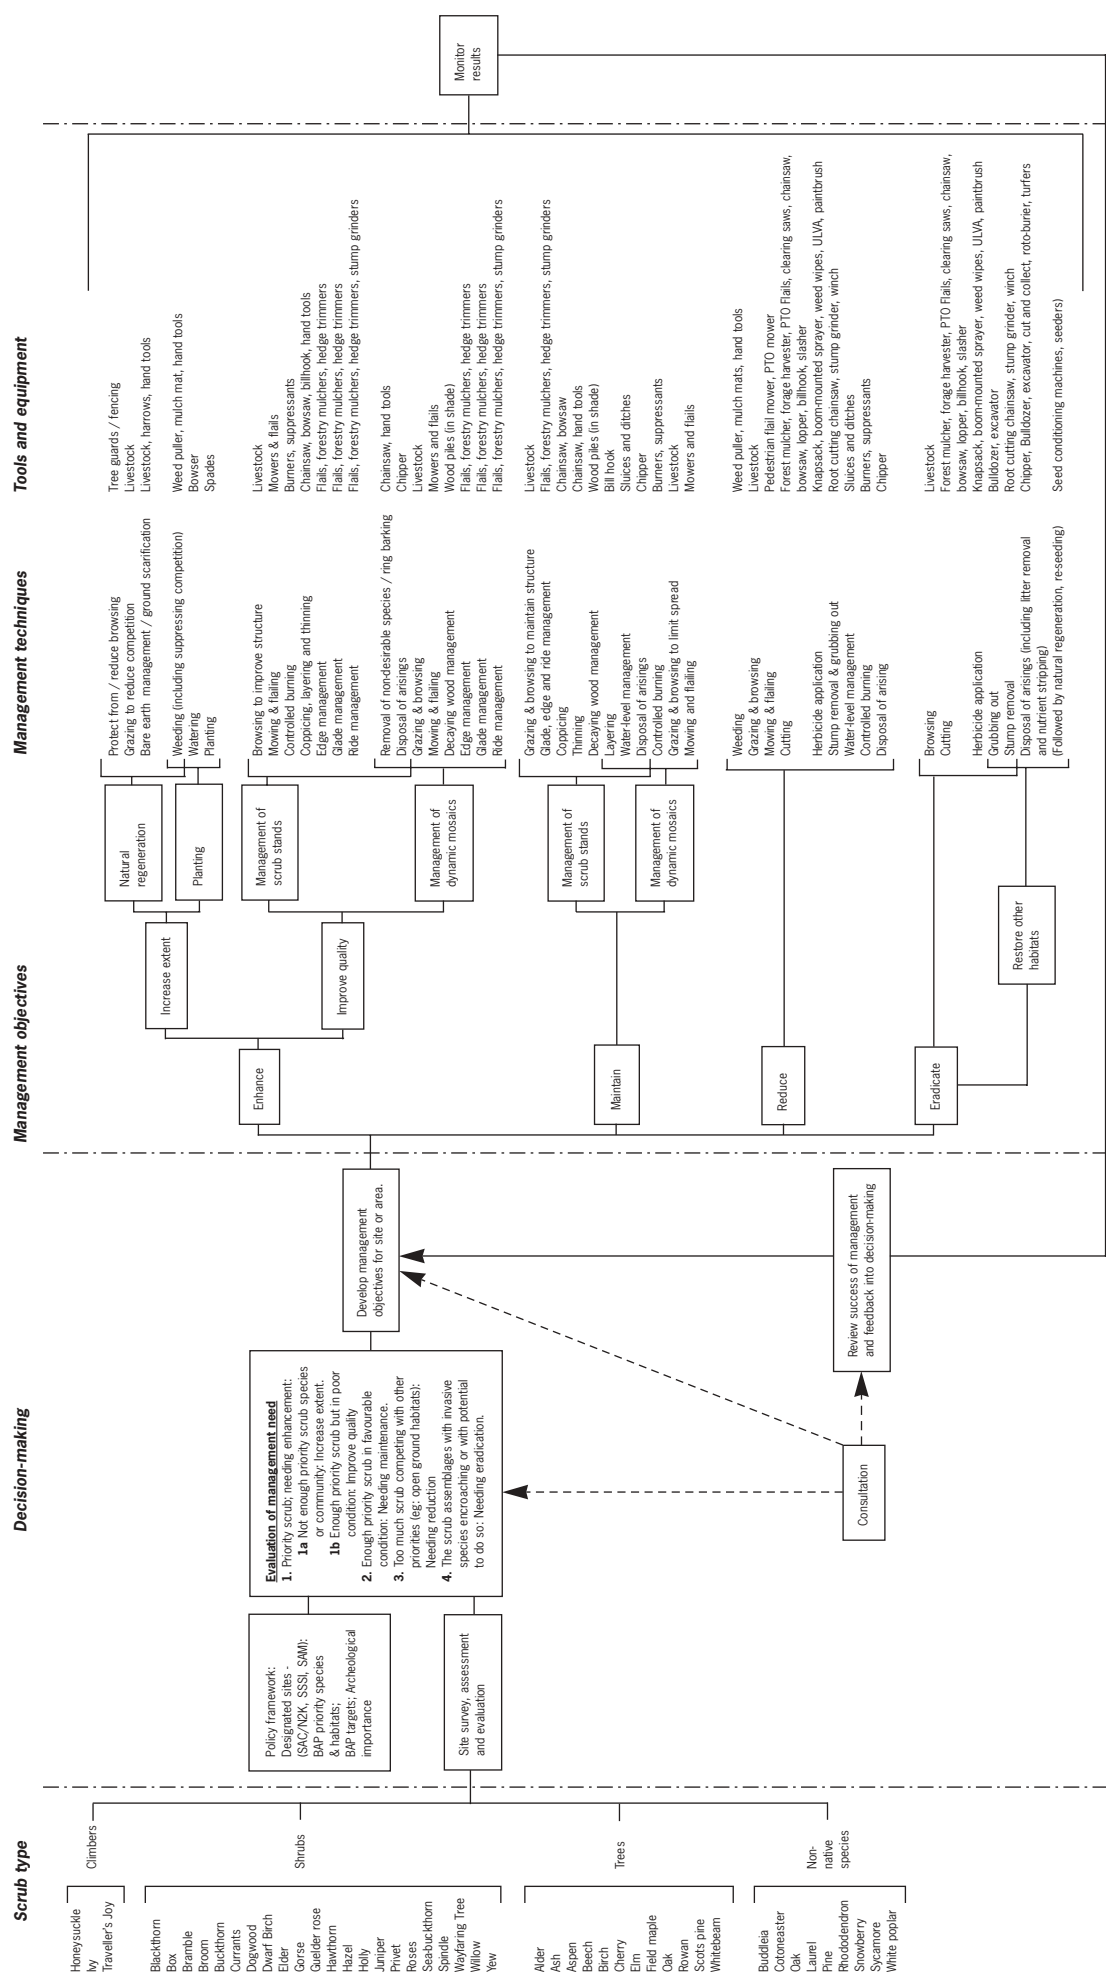 Scrub type
Honeysuckle
Ivy
Traveller's Joy
Climbers
Blackthorn
Box
Bramble
Broom
Buckthorn
Currants
Dogwood
Dwarf Birch
Elder
Gorse
Guelder rose
Hawthorn
Hazel
Holly
Juniper
Privet
Roses
Sea-buckthorn
Spindle
Wayfaring Tree
Willow
Yew
Shrubs
Alder
Ash
Aspen
Beech
Birch
Cherry
Elm
Field maple
Oak
Rowan
Scots pine
Whitebeam
Trees
Buddleia
Cotoneaster
Oak
Laurel
Pine
Rhododendron
Snowberry
Sycamore
White poplar
Non-
native
species
Decision-making
Policy framework:
Designated sites -
(SAC/N2K, SSSI, SAM):
BAP priority species
& habitats;
BAP targets; Archeological
importance
Site survey, assessment
and evaluation
Evaluation of management need
1. Priority scrub; needing enhancement:
1a Not enough priority scrub species
or community: Increase extent.
1b Enough priority scrub but in poor
condition: Improve quality
2. Enough priority scrub in favourable
condition: Needing maintenance.
3. Too much scrub competing with other
priorities (eg: open ground habitats):
Needing reduction
4. The scrub assemblages with invasive
species encroaching or with potential
to do so: Needing eradication.
Consultation
Develop management
objectives for site or area.
Review success of management
and feedback into decision-making
Management objectives
Enhance
Increase extent
Improve quality
Maintain
Reduce
Eradicate
Restore other
habitats
Natural
regeneration
Planting
Management of
scrub stands
Management of
dynamic mosaics
Management of
scrub stands
Management of
dynamic mosaics
Management techniques
Protect from / reduce browsing
Grazing to reduce competition
Bare earth management / ground scarification
Weeding (including suppressing competition)
Watering
Planting
Browsing to improve structure
Mowing & flailing
Controlled burning
Coppicing, layering and thinning
Edge management
Glade management
Ride management
Removal of non-desirable species / ring barking
Disposal of arisings
Grazing & browsing
Mowing & flailing
Decaying wood management
Edge management
Glade management
Ride management
Grazing & browsing to maintain structure
Glade, edge and ride management
Coppicing
Thinning
Decaying wood management
Layering
Water-level management
Disposal of arisings
Controlled burning
Grazing & browsing to limit spread
Mowing and flailing
Weeding
Grazing & browsing
Mowing & flailing
Cutting
Herbicide application
Stump removal & grubbing out
Water-level management
Controlled burning
Disposal of arising
Browsing
Cutting
Herbicide application
Grubbing out
Stump removal
Disposal of arisings (including litter removal
and nutrient stripping)
(Followed by natural regeneration, re-seeding)
Tools and equipment
Tree guards / fencing
Livestock
Livestock, harrows, hand tools
Weed puller, mulch mat, hand tools
Bowser
Spades
Livestock
Mowers & flails
Burners, suppressants
Chainsaw, bowsaw, billhook, hand tools
Flails, forestry mulchers, hedge trimmers
Flails, forestry mulchers, hedge trimmers
Flails, forestry mulchers, hedge trimmers, stump grinders
Chainsaw, hand tools
Chipper
Livestock
Mowers and flails
Wood piles (in shade)
Flails, forestry mulchers, hedge trimmers
Flails, forestry mulchers, hedge trimmers
Flails, forestry mulchers, hedge trimmers, stump grinders
Livestock
Flails, forestry mulchers, hedge trimmers, stump grinders
Chainsaw, bowsaw
Chainsaw, hand tools
Wood piles (in shade)
Bill hook
Sluices and ditches
Chipper
Burners, suppressants
Livestock
Mowers and flails
Weed puller, mulch mats, hand tools
Livestock
Pedestrian flail mower, PTO mower
Forest mulcher, forage harvester, PTO Flails, clearing saws, chainsaw,
bowsaw, lopper, billhook, slasher
Knapsack, boom-mounted sprayer, weed wipes, ULVA, paintbrush
Root cutting chainsaw, stump grinder, winch
Sluices and ditches
Burners, suppressants
Chipper
Livestock
Forest mulcher, forage harvester, PTO Flails, clearing saws, chainsaw,
bowsaw, lopper, billhook, slasher
Knapsack, boom-mounted sprayer, weed wipes, ULVA, paintbrush
Bulldozer, excavator
Root cutting chainsaw, stump grinder, winch
Chipper, Bulldozer, excavator, cut and collect, roto-burier, turfers
Seed conditioning machines, seeders)
Monitor
results